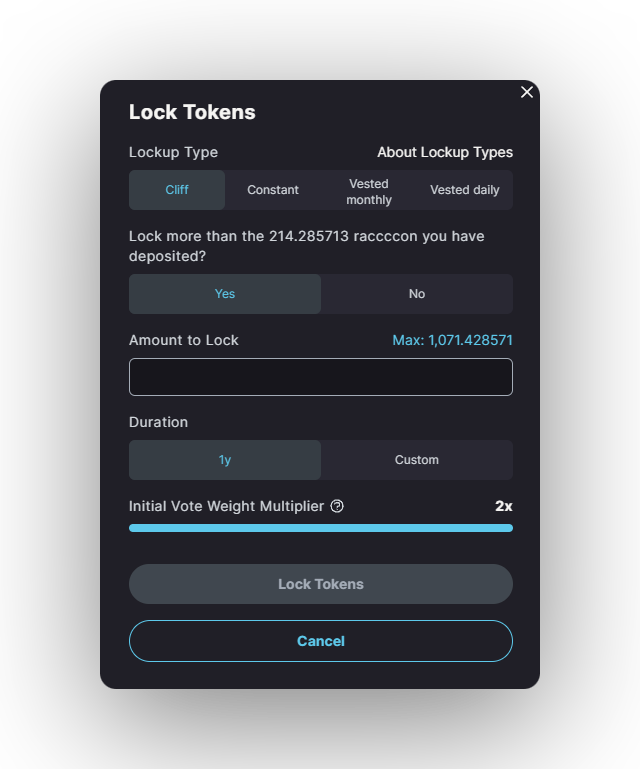 Lock Tokens
Lockup Type
About Lockup Types
Cliff
Constant
Vested
monthly
Vested daily
Lock more than the 214.285713 raccccon you have
deposited?
Yes
No
Amount to Lock
Max: 1,071.428571
Duration
1y
Custom
Initial Vote Weight Multiplier
2x
Lock Tokens
Cancel